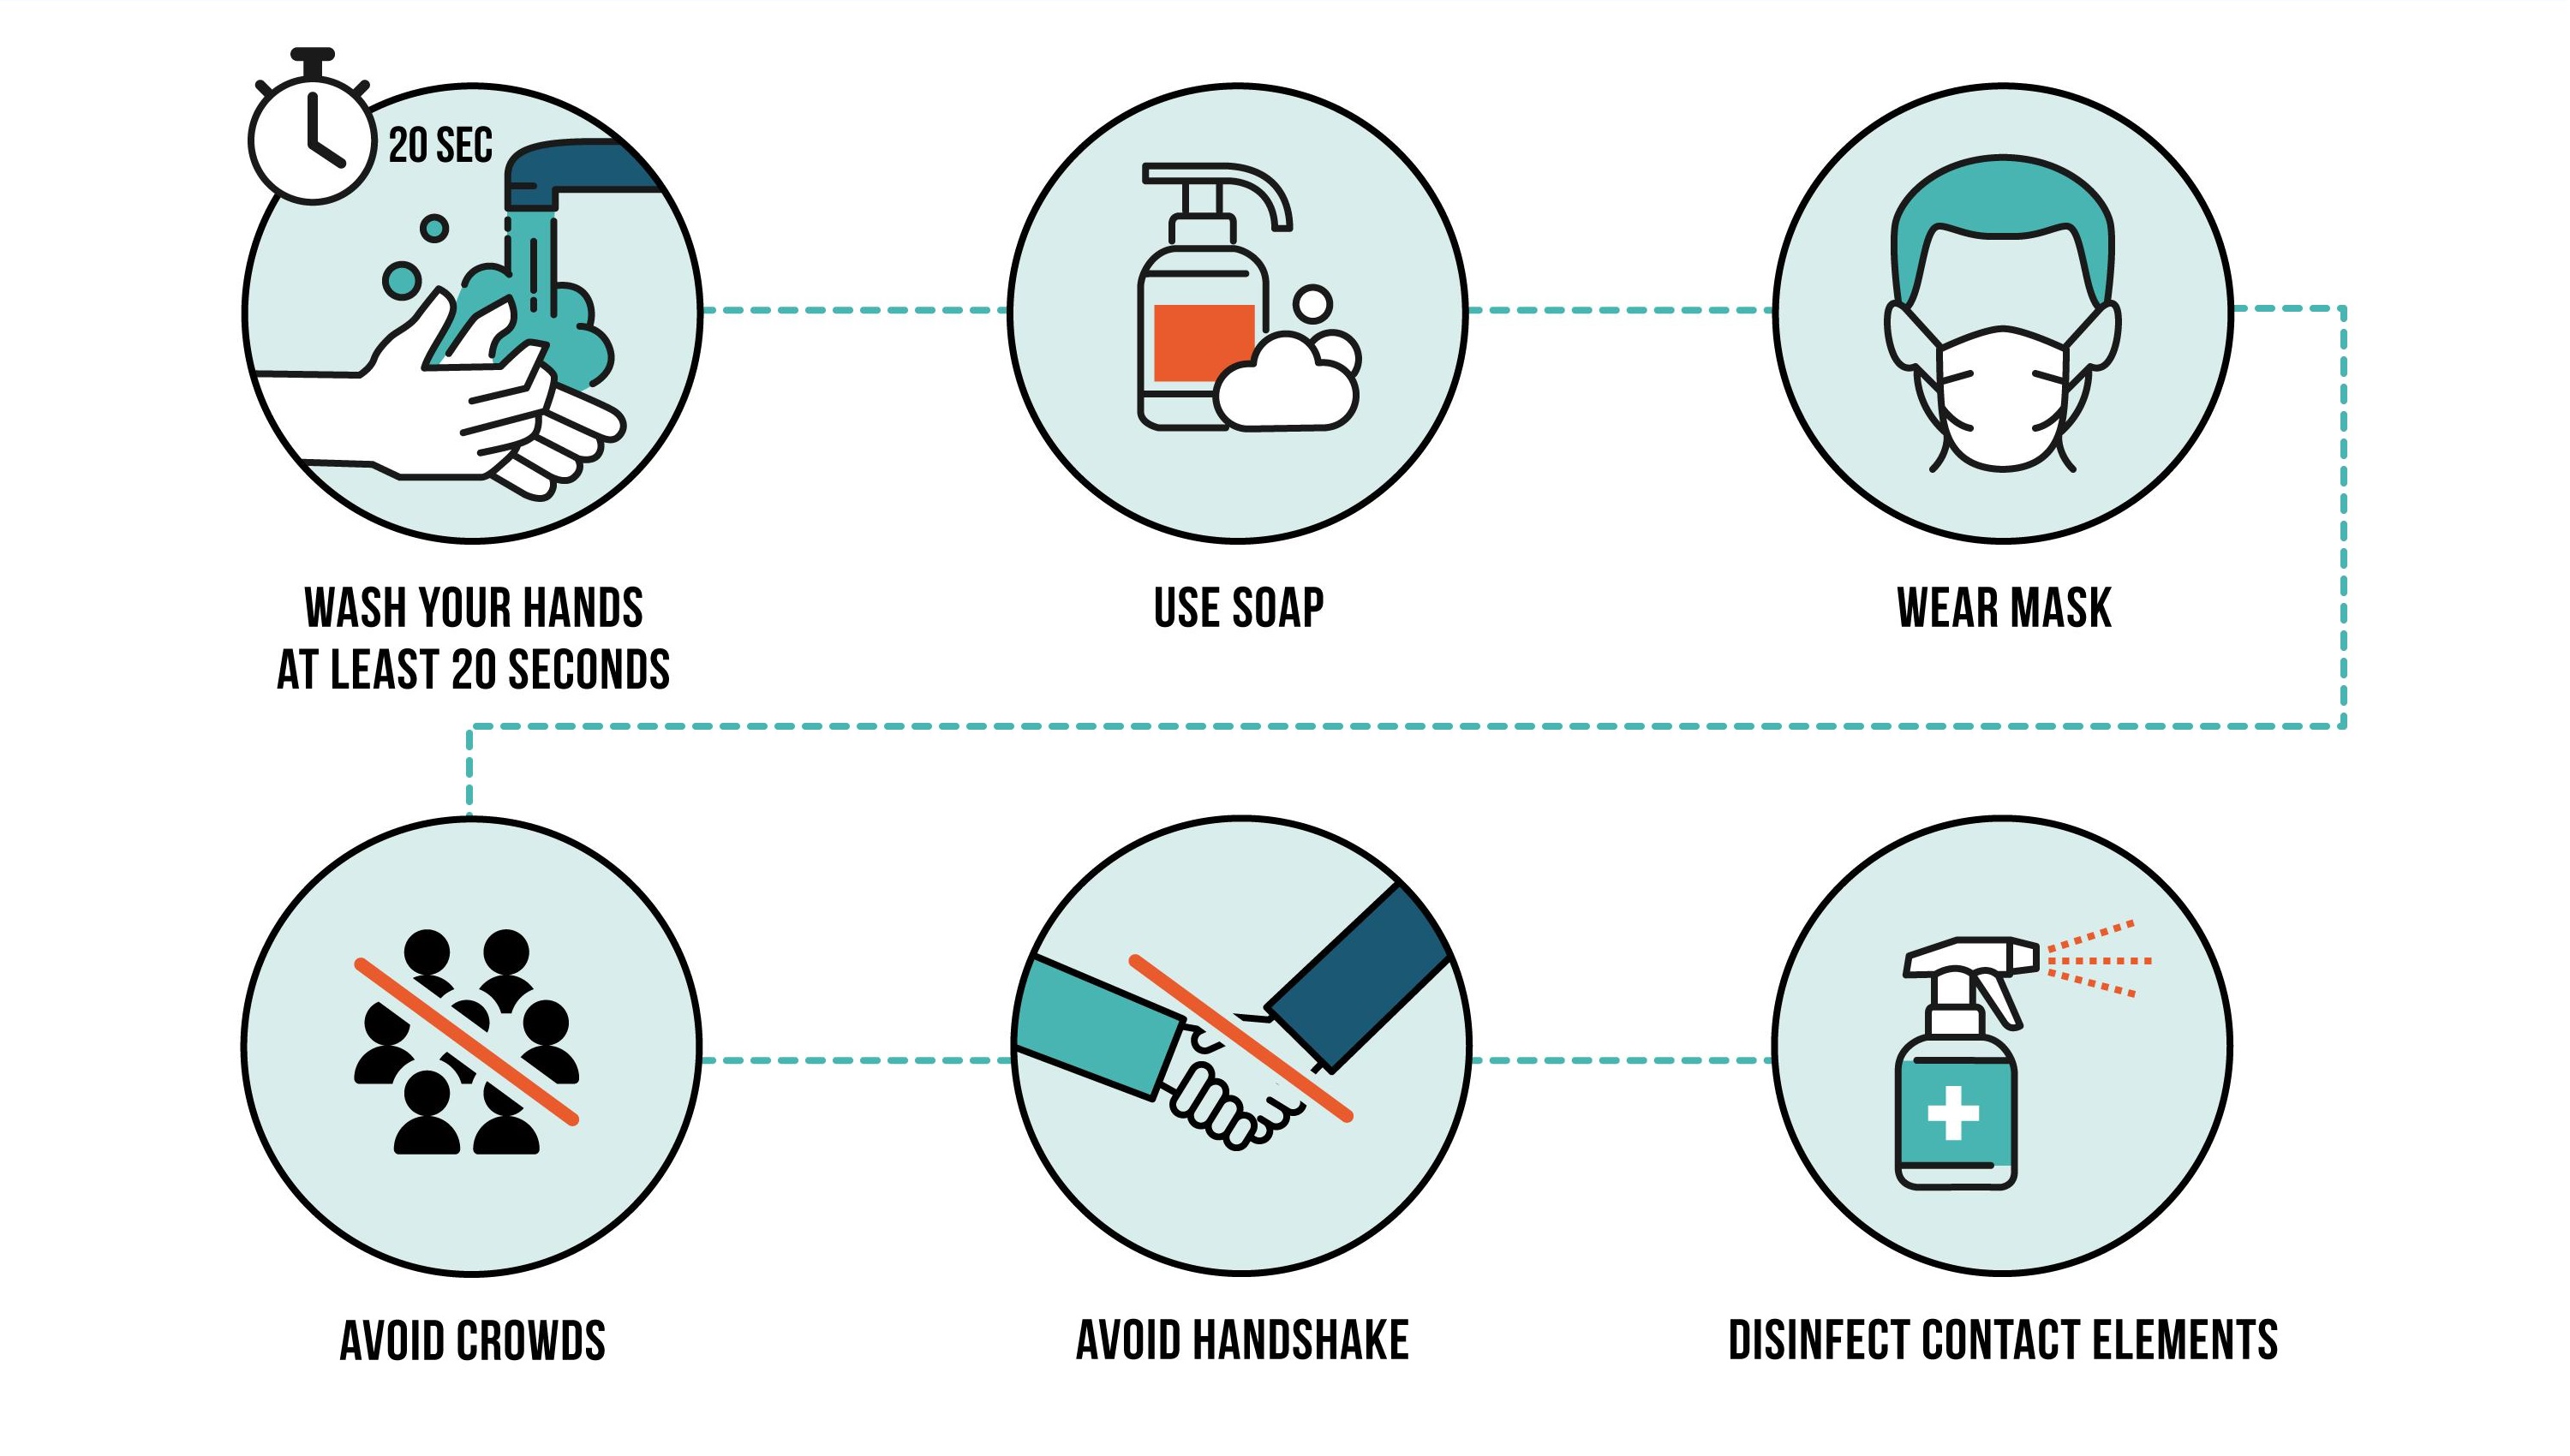 20 SEC
WASH YOUR HANDS
AT LEAST 20 SECONDS
USE SOAP
WEAR MASK
AVOID CROWDS
AVOID HANDSHAKE
DISINFECT CONTACT ELEMENTS